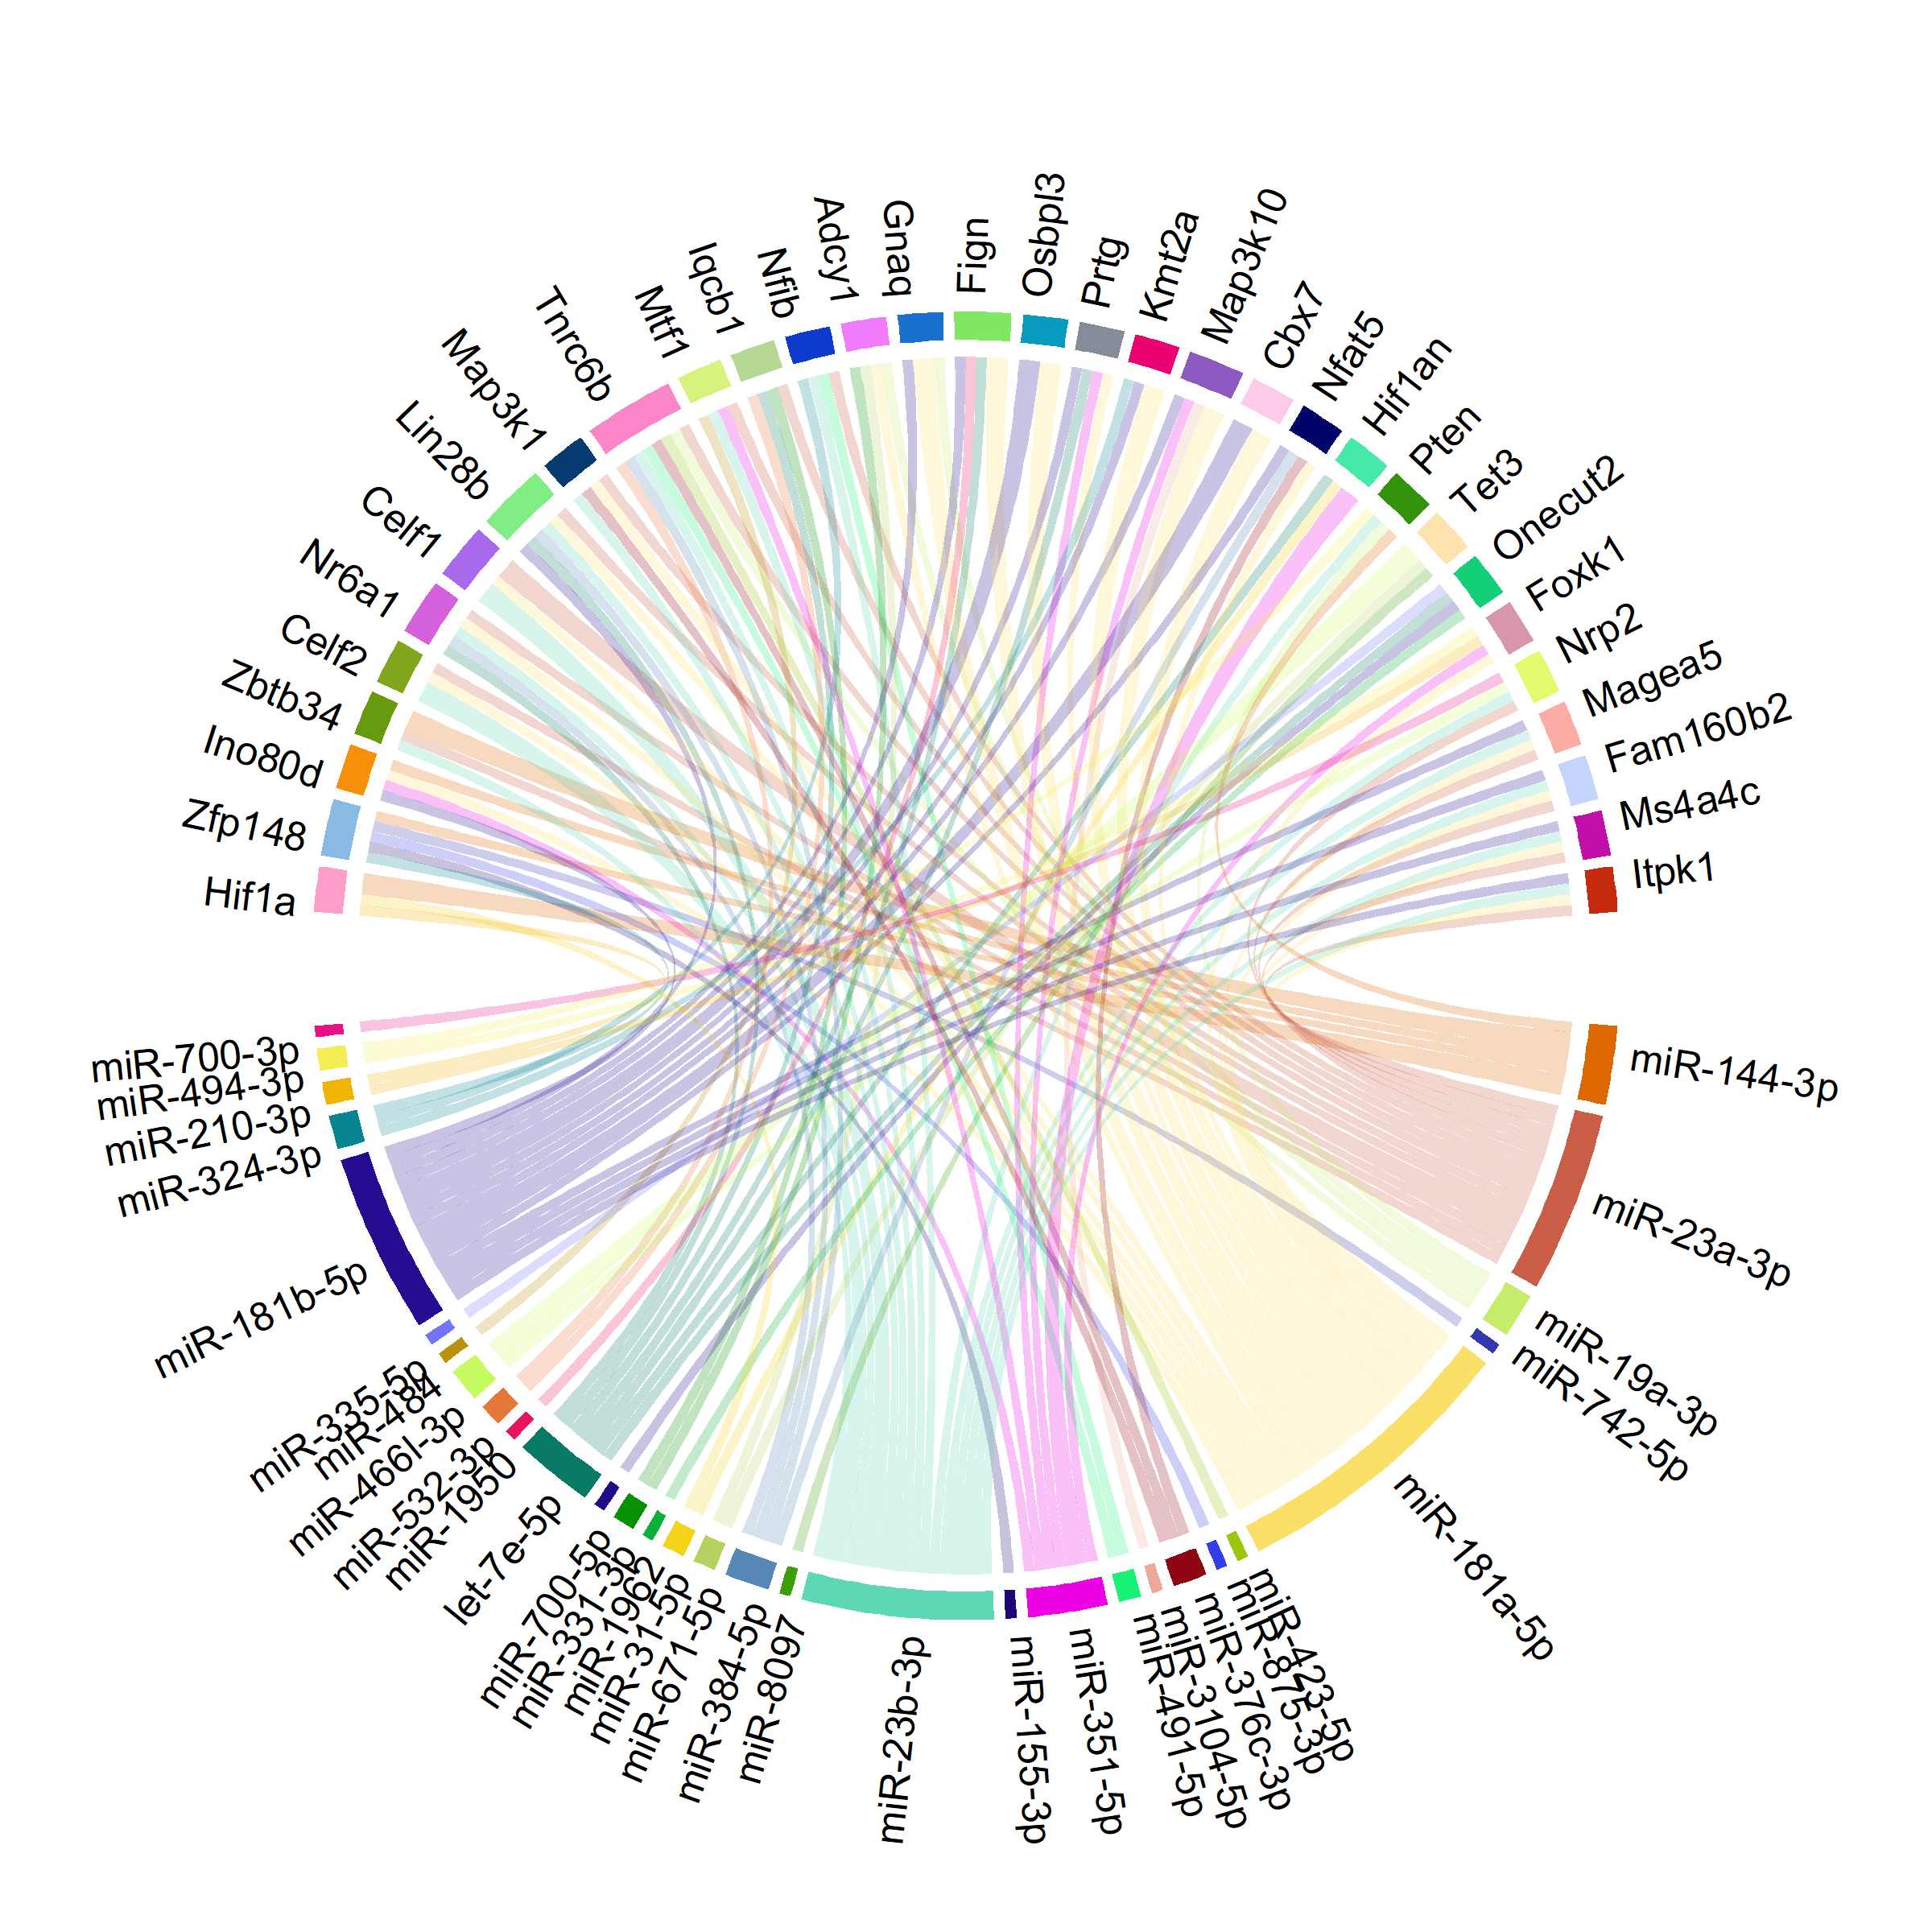 Hif1a
Zfp148
Ino80d
Zbtb34
Celf2
Nr6a1
Celf1
Lin28b
Map3k1
Tnrc6b
Mtf1
Iqcb1
Nfib
Adcy1
Gnaq
Fign
Osbpl3
Prtg
Kmt2a
Map3k10
Cbx7
Nfat5
Hif1an
Pten
Tet3
Onecut2
Foxk1
Nrp2
Magea5
Fam160b2
Ms4a4c
Itpk1
miR-144-3p
miR-23a-3p
miR-19a-3p
miR-742-5p
miR-181a-5p
miR-423-5p
miR-875-3p
miR-376c-3p
miR-3104-5p
miR-491-5p
miR-351-5p
miR-155-3p
miR-23b-3p
miR-8097
miR-384-5p
miR-671-5p
miR-31-5p
miR-1962
miR-331-3p
miR-700-5p
let-7e-5p
miR-1950
miR-532-3p
miR-466l-3p
miR-484
miR-335-5p
miR-181b-5p
miR-324-3p
miR-210-3p
miR-494-3p
miR-700-3p